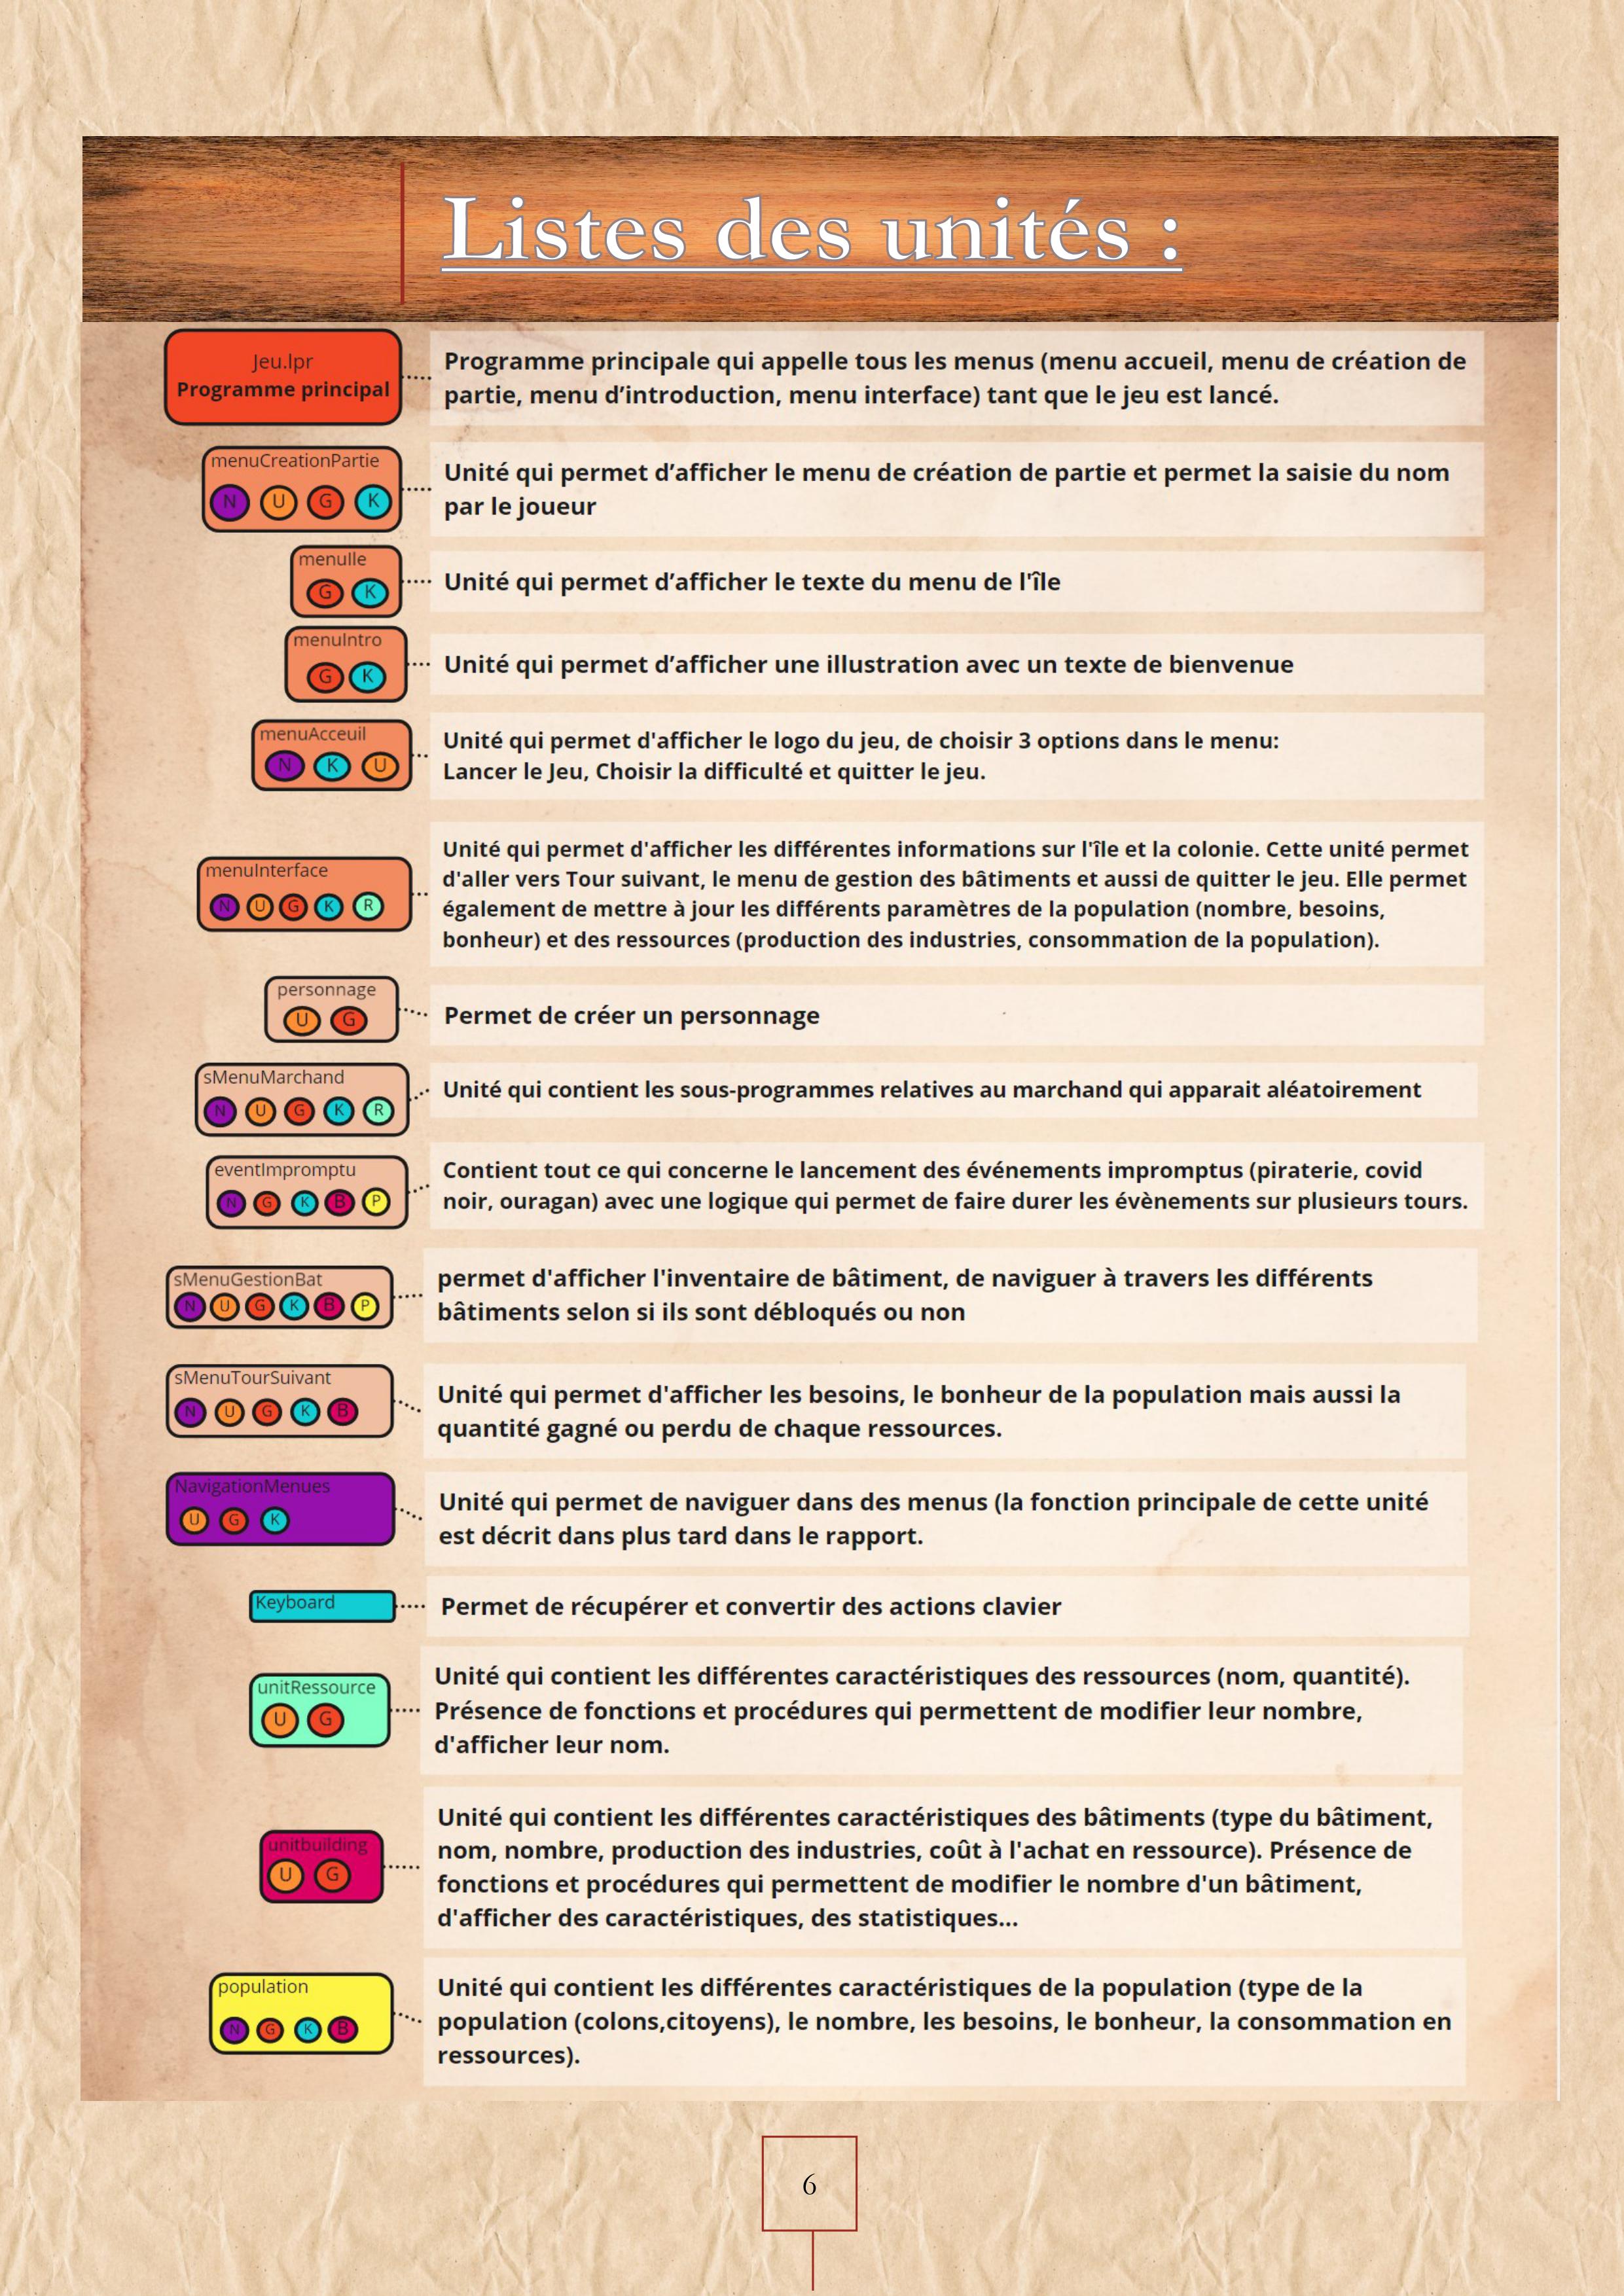 Listes des unités :
Jeu.lpr
Programme principal
Programme principale qui appelle tous les menus (menu accueil, menu de création de
partie, menu d’introduction, menu interface) tant que le jeu est lancé.
menuCreationPartie
N U G K
Unité qui permet d’afficher le menu de création de partie et permet la saisie du nom
par le joueur
menuIle
G K
Unité qui permet d’afficher le texte du menu de l'île
menuIntro
G K
Unité qui permet d’afficher une illustration avec un texte de bienvenue
menuAcceuil
N K U
Unité qui permet d'afficher le logo du jeu, de choisir 3 options dans le menu:
Lancer le Jeu, Choisir la difficulté et quitter le jeu.
menuInterface
N U G K R
Unité qui permet d'afficher les différentes informations sur l'île et la colonie. Cette unité permet
d'aller vers Tour suivant, le menu de gestion des bâtiments et aussi de quitter le jeu. Elle permet
également de mettre à jour les différents paramètres de la population (nombre, besoins,
bonheur) et des ressources (production des industries, consommation de la population).
personnage
U G
Permet de créer un personnage
sMenuMarchand
N U G K R
Unité qui contient les sous-programmes relatives au marchand qui apparait aléatoirement
eventImpromptu
N G K B P
Contient tout ce qui concerne le lancement des événements impromptus (piraterie, covid
noir, ouragan) avec une logique qui permet de faire durer les évènements sur plusieurs tours.
sMenuGestionBat
N U G K B P
permet d'afficher l'inventaire de bâtiment, de naviguer à travers les différents
bâtiments selon si ils sont débloqués ou non
sMenuTourSuivant
N U G K B
Unité qui permet d'afficher les besoins, le bonheur de la population mais aussi la
quantité gagné ou perdu de chaque ressources.
NavigationMenues
U G K
Unité qui permet de naviguer dans des menus (la fonction principale de cette unité
est décrit dans plus tard dans le rapport.
Keyboard
Permet de récupérer et convertir des actions clavier
unitRessource
U G
Unité qui contient les différentes caractéristiques des ressources (nom, quantité).
Présence de fonctions et procédures qui permettent de modifier leur nombre,
d'afficher leur nom.
unitbuilding
U G
Unité qui contient les différentes caractéristiques des bâtiments (type du bâtiment,
nom, nombre, production des industries, coût à l'achat en ressource). Présence de
fonctions et procédures qui permettent de modifier le nombre d'un bâtiment,
d'afficher des caractéristiques, des statistiques...
population
N G K B
Unité qui contient les différentes caractéristiques de la population (type de la
population (colons,citoyens), le nombre, les besoins, le bonheur, la consommation en
ressources).
6